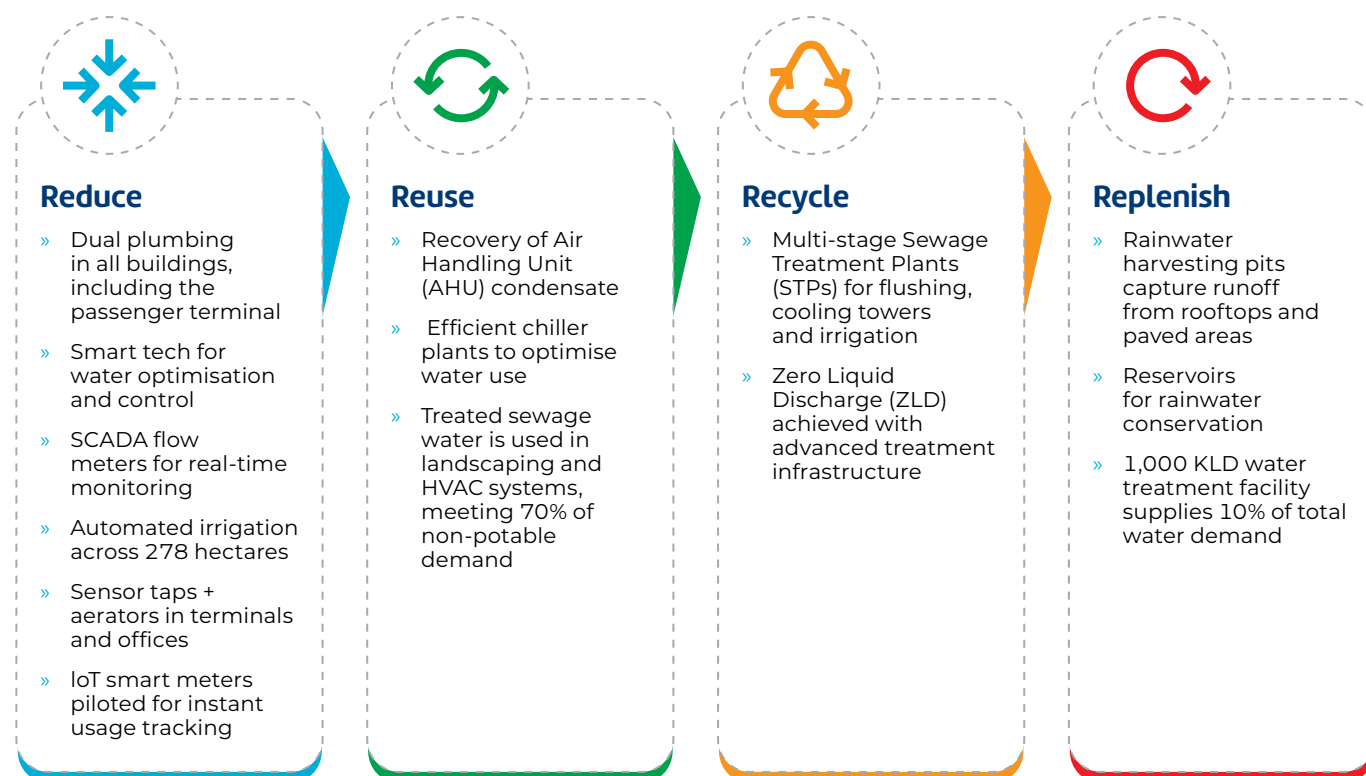 Reduce
» Dual plumbing
in all buildings,
including the
passenger terminal
» Smart tech for
water optimisation
and control
» SCADA flow
meters for real-time
monitoring
» Automated irrigation
across 278 hectares
» Sensor taps +
aerators in terminals
and offices
» IoT smart meters
piloted for instant
usage tracking
Reuse
» Recovery of Air
Handling Unit
(AHU) condensate
» Efficient chiller
plants to optimise
water use
» Treated sewage
water is used in
landscaping and
HVAC systems,
meeting 70% of
non-potable
demand
Recycle
» Multi-stage Sewage
Treatment Plants
(STPs) for flushing,
cooling towers
and irrigation
» Zero Liquid
Discharge (ZLD)
achieved with
advanced treatment
infrastructure
Replenish
» Rainwater
harvesting pits
capture runoff
from rooftops and
paved areas
» Reservoirs
for rainwater
conservation
» 1,000 KLD water
treatment facility
supplies 10% of total
water demand